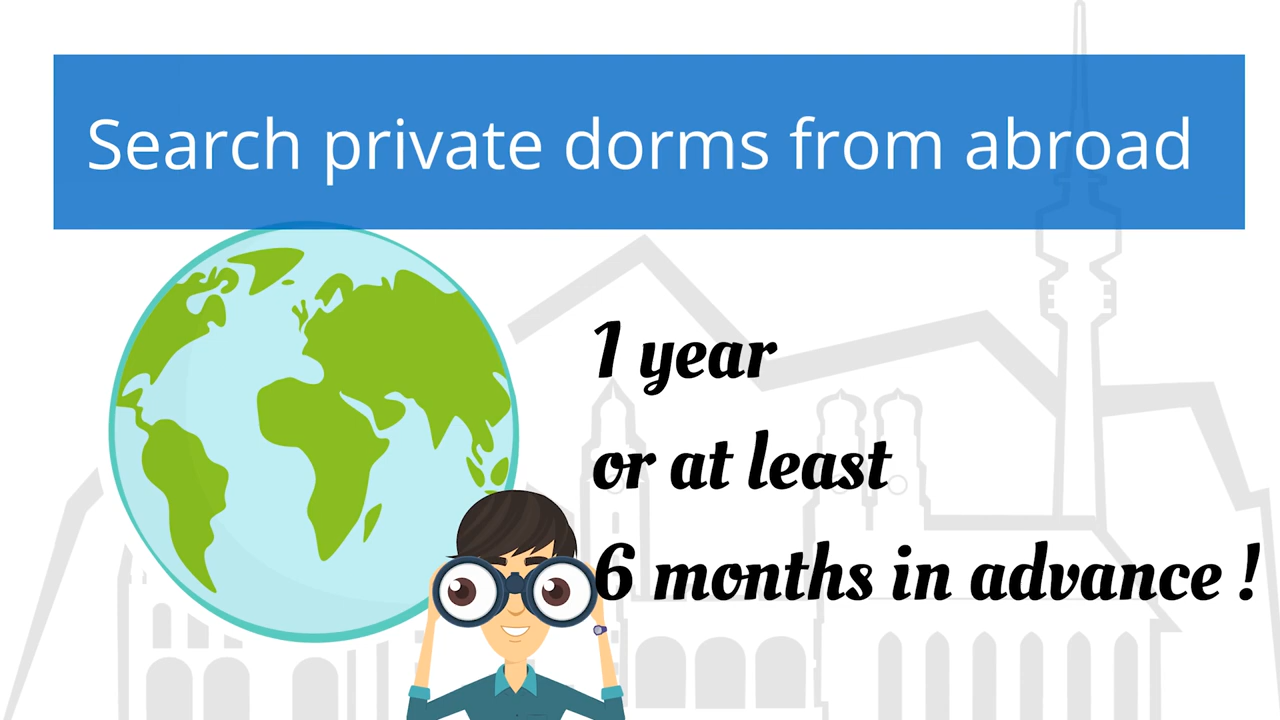 Search private dorms from abroad
1 year
or at least
6 months in advance !